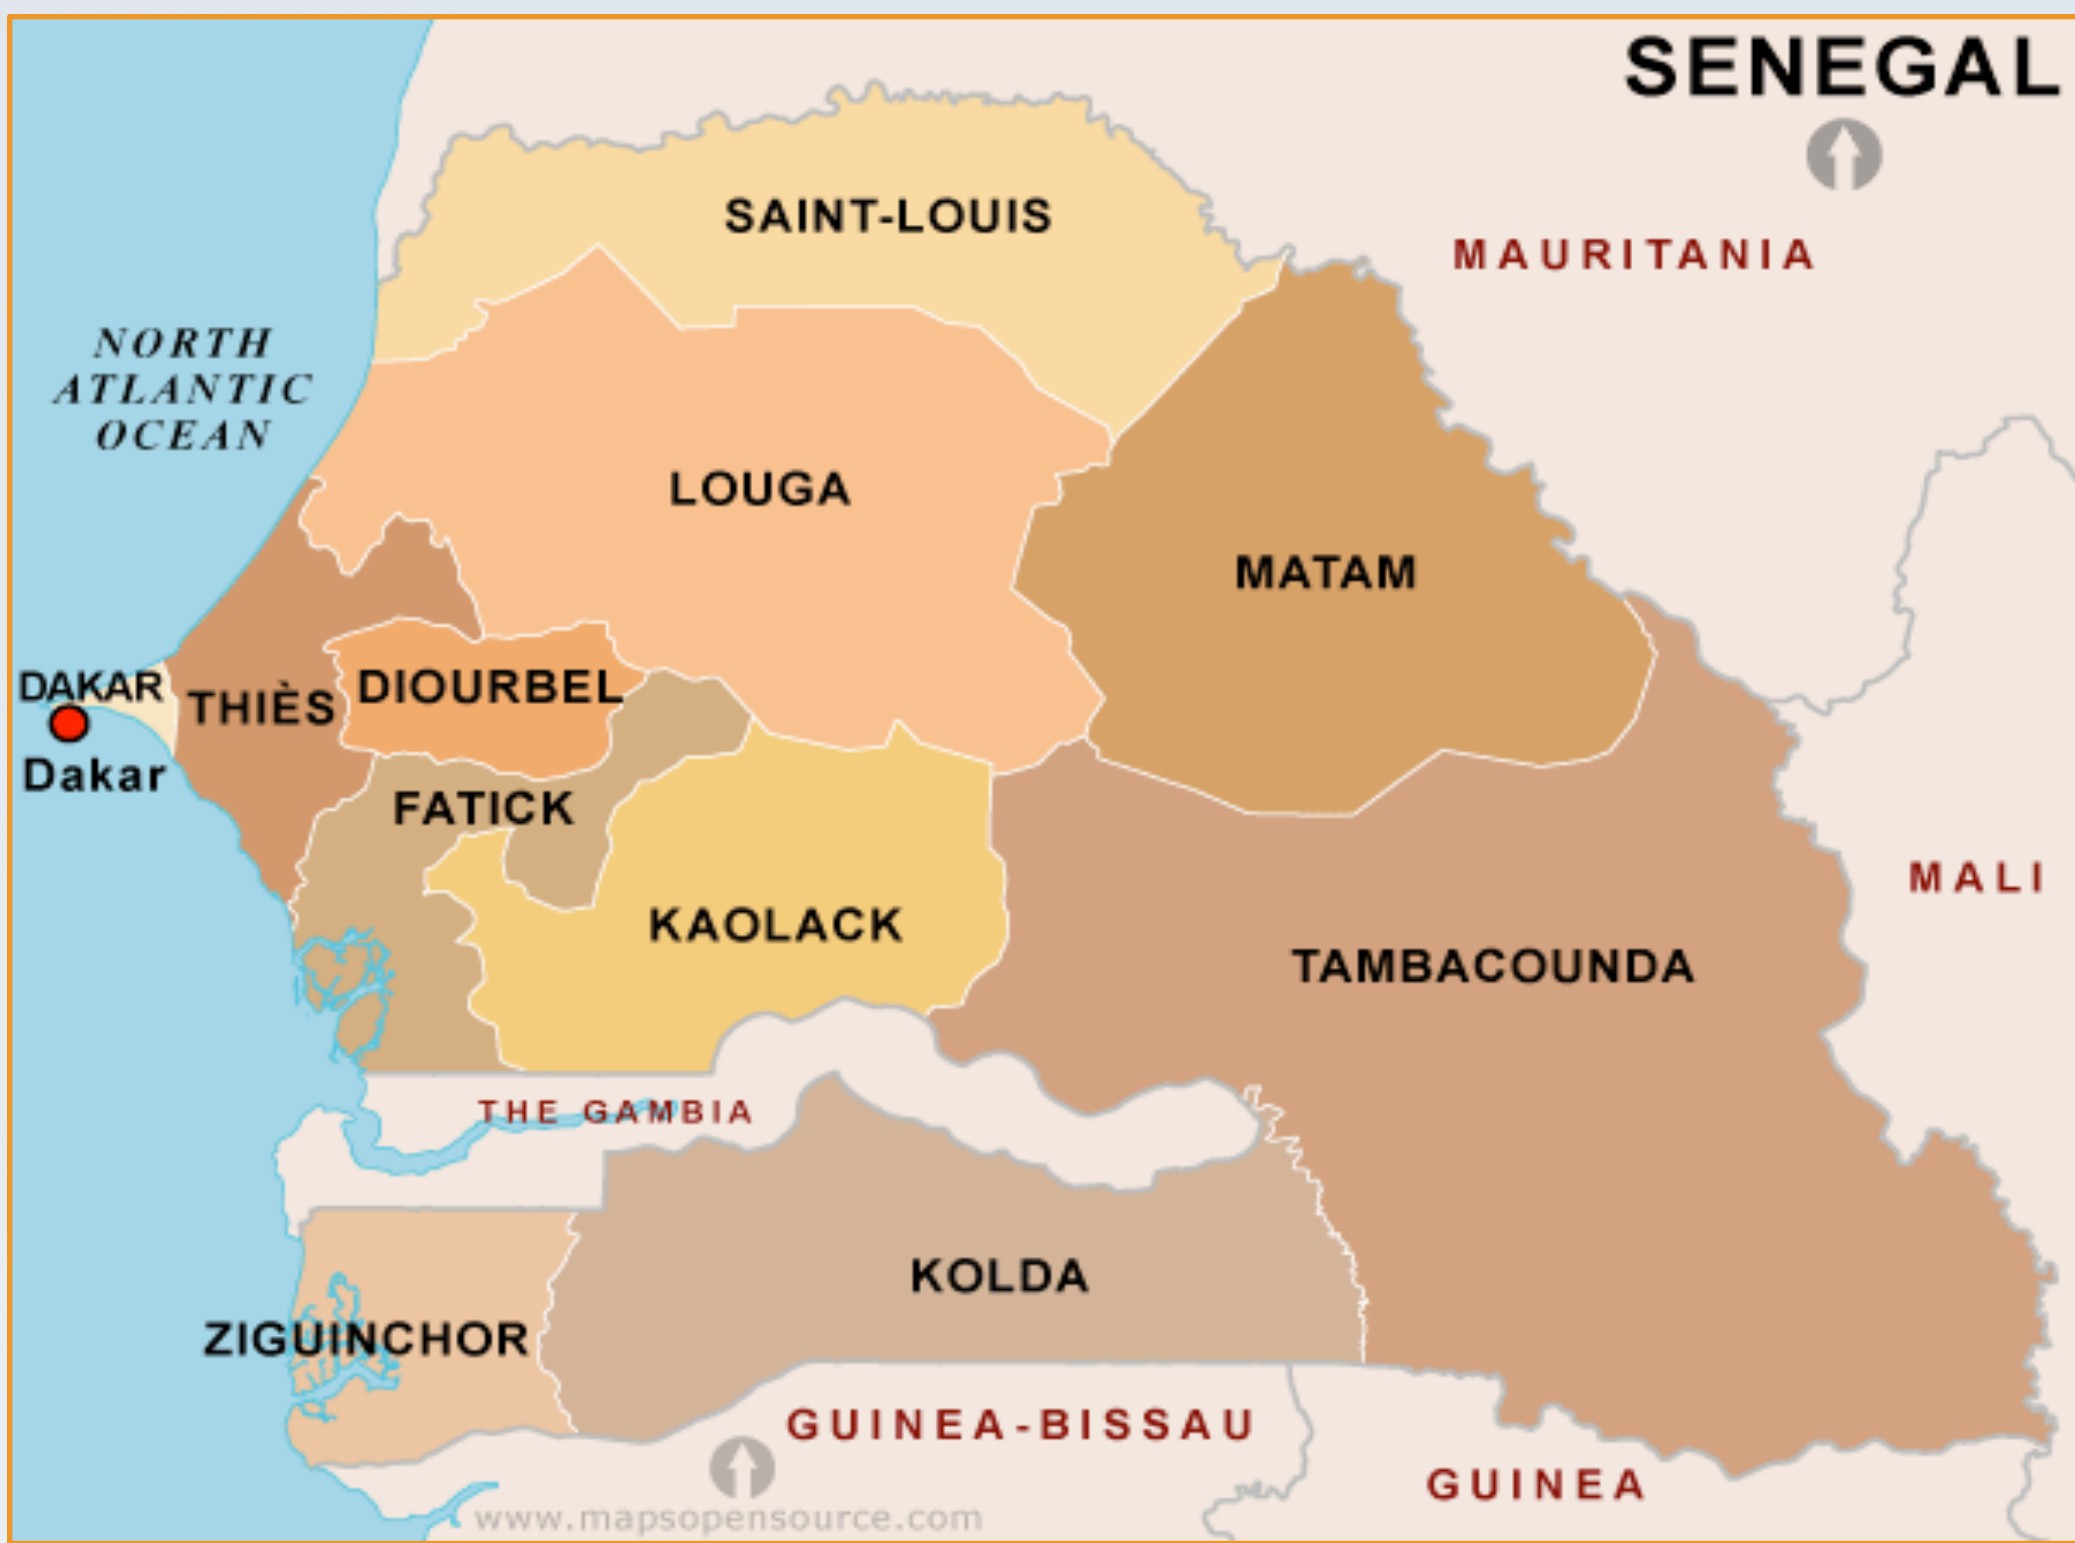 SENEGAL
SAINT-LOUIS
MAURITANIA
NORTH
ATLANTIC
OCEAN
LOUGA
MATAM
DAKAR
THIÈS
DIOURBEL
Dakar
FATICK
MALI
KAOLACK
TAMBACOUNDA
THE GAMBIA
KOLDA
ZIGUINCHOR
GUINEA-BISSAU
GUINEA
www.mapsopensource.com